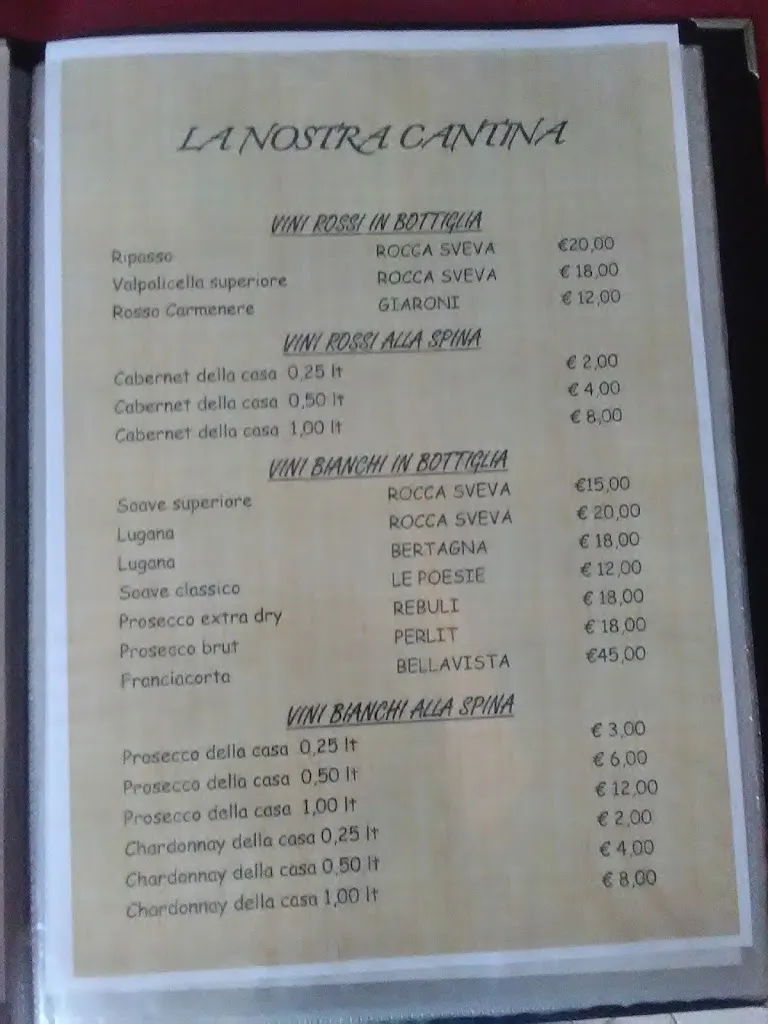 LA NOSTRA CANTINA
VINI ROSSI IN BOTTIGLIA
Ripasso ROCCA SVEVA €20,00
Valpolicella superiore ROCCA SVEVA € 18,00
Rosso Carmenere GIARONI € 12,00
VINI ROSSI ALLA SPINA
Cabernet della casa 0,25 lt € 2,00
Cabernet della casa 0,50 lt € 4,00
Cabernet della casa 1,00 lt € 8,00
VINI BIANCHI IN BOTTIGLIA
Soave superiore ROCCA SVEVA €15,00
Lugana ROCCA SVEVA € 20,00
Lugana BERTAGNA € 18,00
Soave classico LE POESIE € 12,00
Prosecco extra dry REBULI € 18,00
Prosecco brut PERLIT € 18,00
Franciacorta BELLAVISTA €45,00
VINI BIANCHI ALLA SPINA
Prosecco della casa 0,25 lt € 3,00
Prosecco della casa 0,50 lt € 6,00
Prosecco della casa 1,00 lt € 12,00
Chardonnay della casa 0,25 lt € 2,00
Chardonnay della casa 0,50 lt € 4,00
Chardonnay della casa 1,00 lt € 8,00